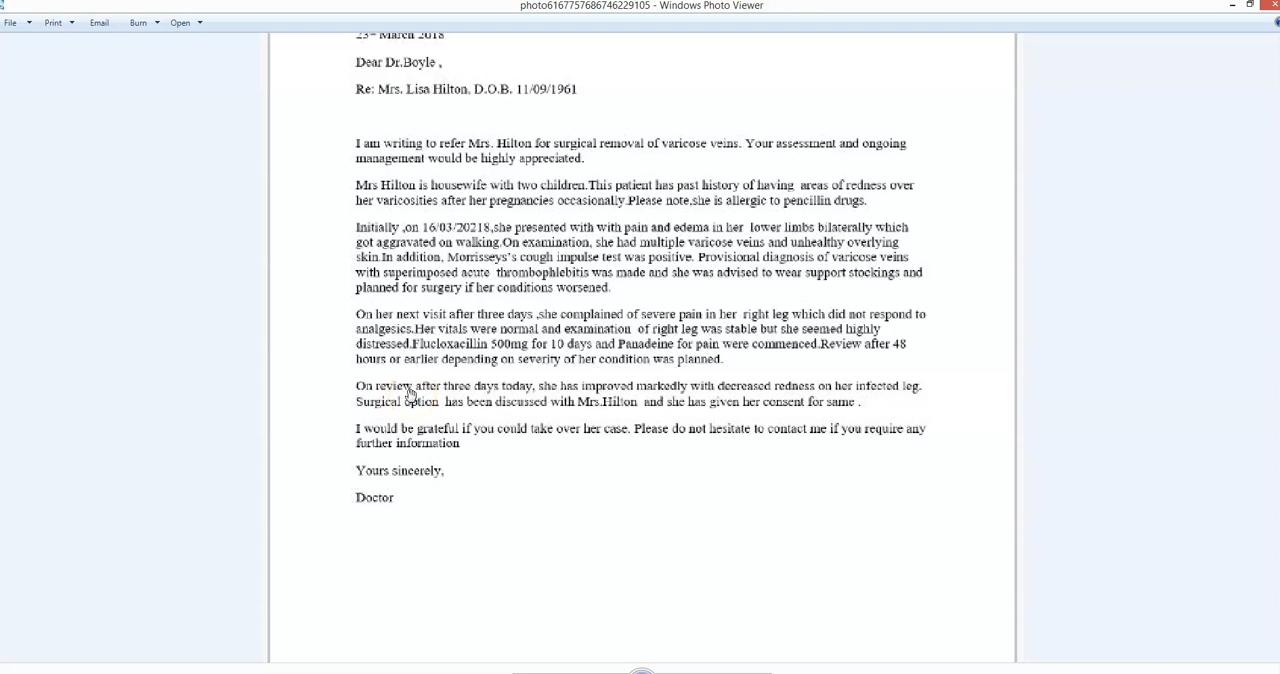 photo6167757686746229105 - Windows Photo Viewer
File Print Email Burn Open
23rd March 2018
Dear Dr.Boyle ,
Re: Mrs. Lisa Hilton, D.O.B. 11/09/1961
I am writing to refer Mrs. Hilton for surgical removal of varicose veins. Your assessment and ongoing
management would be highly appreciated.
Mrs Hilton is housewife with two children.This patient has past history of having areas of redness over
her varicosities after her pregnancies occasionally.Please note,she is allergic to pencillin drugs.
Initially ,on 16/03/20218,she presented with with pain and edema in her lower limbs bilaterally which
got aggravated on walking.On examination, she had multiple varicose veins and unhealthy overlying
skin.In addition, Morrisseys's cough impulse test was positive. Provisional diagnosis of varicose veins
with superimposed acute thrombophlebitis was made and she was advised to wear support stockings and
planned for surgery if her conditions worsened.
On her next visit after three days ,she complained of severe pain in her right leg which did not respond to
analgesics.Her vitals were normal and examination of right leg was stable but she seemed highly
distressed.Flucloxacillin 500mg for 10 days and Panadeine for pain were commenced.Review after 48
hours or earlier depending on severity of her condition was planned.
On review after three days today, she has improved markedly with decreased redness on her infected leg.
Surgical option has been discussed with Mrs.Hilton and she has given her consent for same .
I would be grateful if you could take over her case. Please do not hesitate to contact me if you require any
further information
Yours sincerely,
Doctor